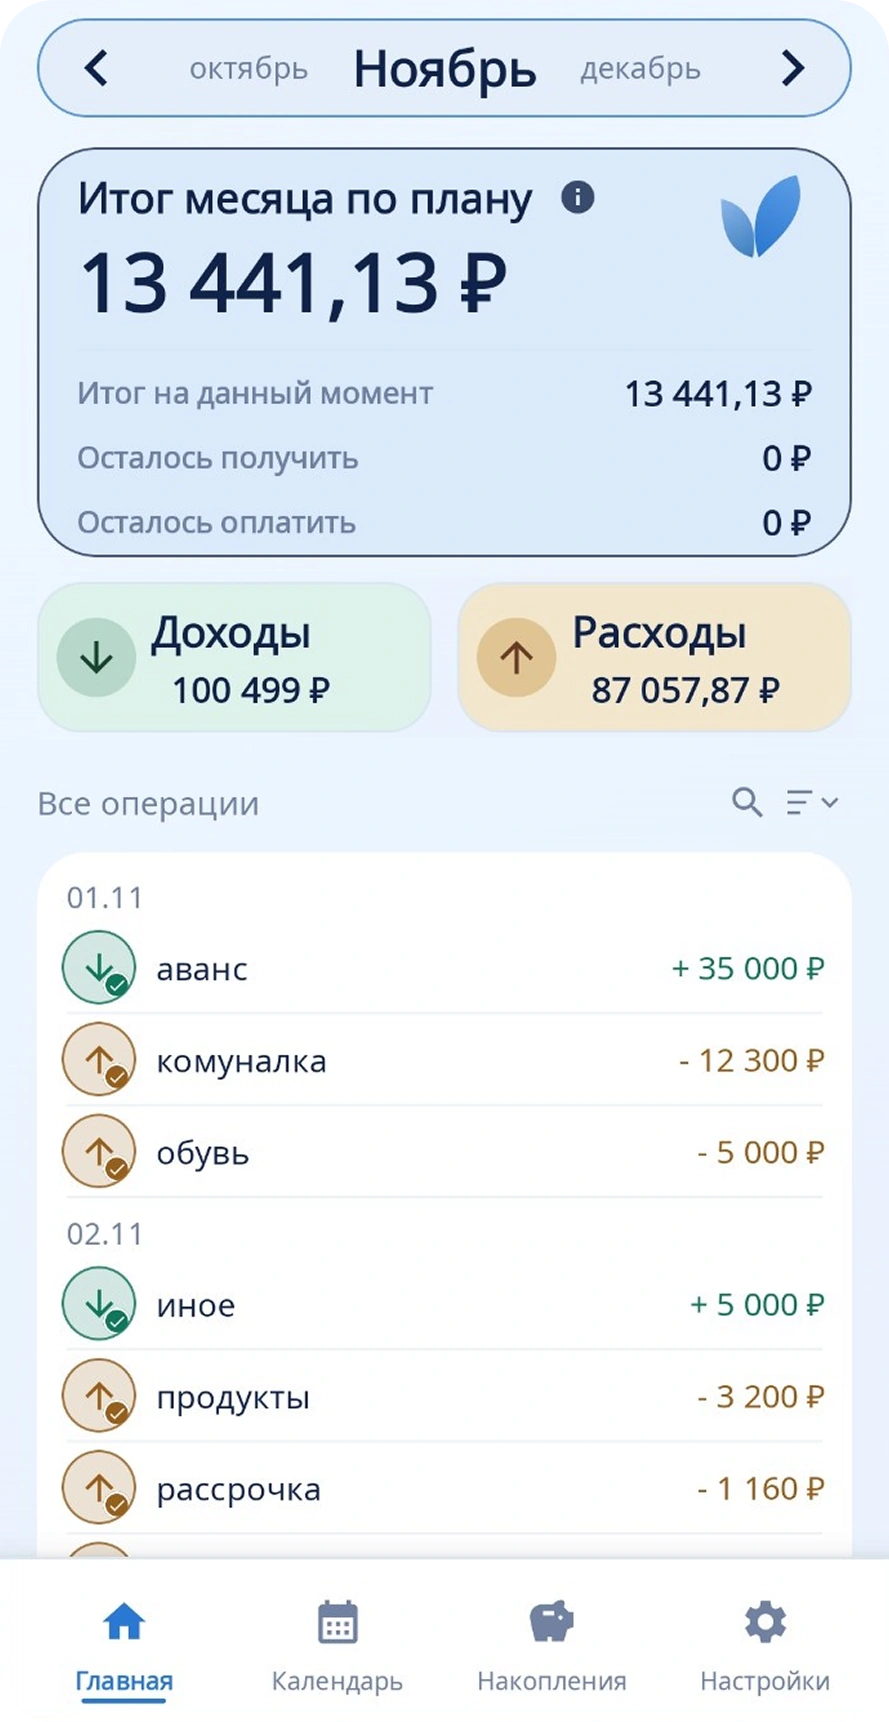 октябрь Ноябрь декабрь
Итог месяца по плану
13 441,13 ₽
Итог на данный момент 13 441,13 ₽
Осталось получить 0 ₽
Осталось оплатить 0 ₽
Доходы
100 499 ₽
Расходы
87 057,87 ₽
Все операции
01.11
аванс + 35 000 ₽
комуналка - 12 300 ₽
обувь - 5 000 ₽
02.11
иное + 5 000 ₽
продукты - 3 200 ₽
рассрочка - 1 160 ₽
Главная Календарь Накопления Настройки